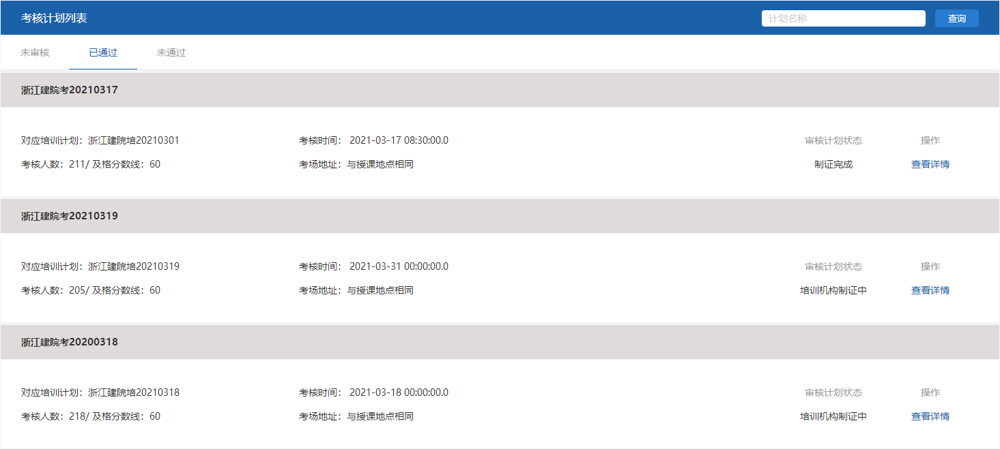 考核计划列表 计划名称 查询
未审核 已通过 未通过
浙江建院考20210317
对应培训计划：浙江建院培20210301 考核时间： 2021-03-17 08:30:00.0 审核计划状态 操作
考核人数：211/ 及格分数线：60 考场地址：与授课地点相同 制证完成 查看详情
浙江建院考20210319
对应培训计划：浙江建院培20210319 考核时间： 2021-03-31 00:00:00.0 审核计划状态 操作
考核人数：205/ 及格分数线：60 考场地址：与授课地点相同 培训机构制证中 查看详情
浙江建院考20200318
对应培训计划：浙江建院培20210318 考核时间： 2021-03-18 00:00:00.0 审核计划状态 操作
考核人数：218/ 及格分数线：60 考场地址：与授课地点相同 培训机构制证中 查看详情